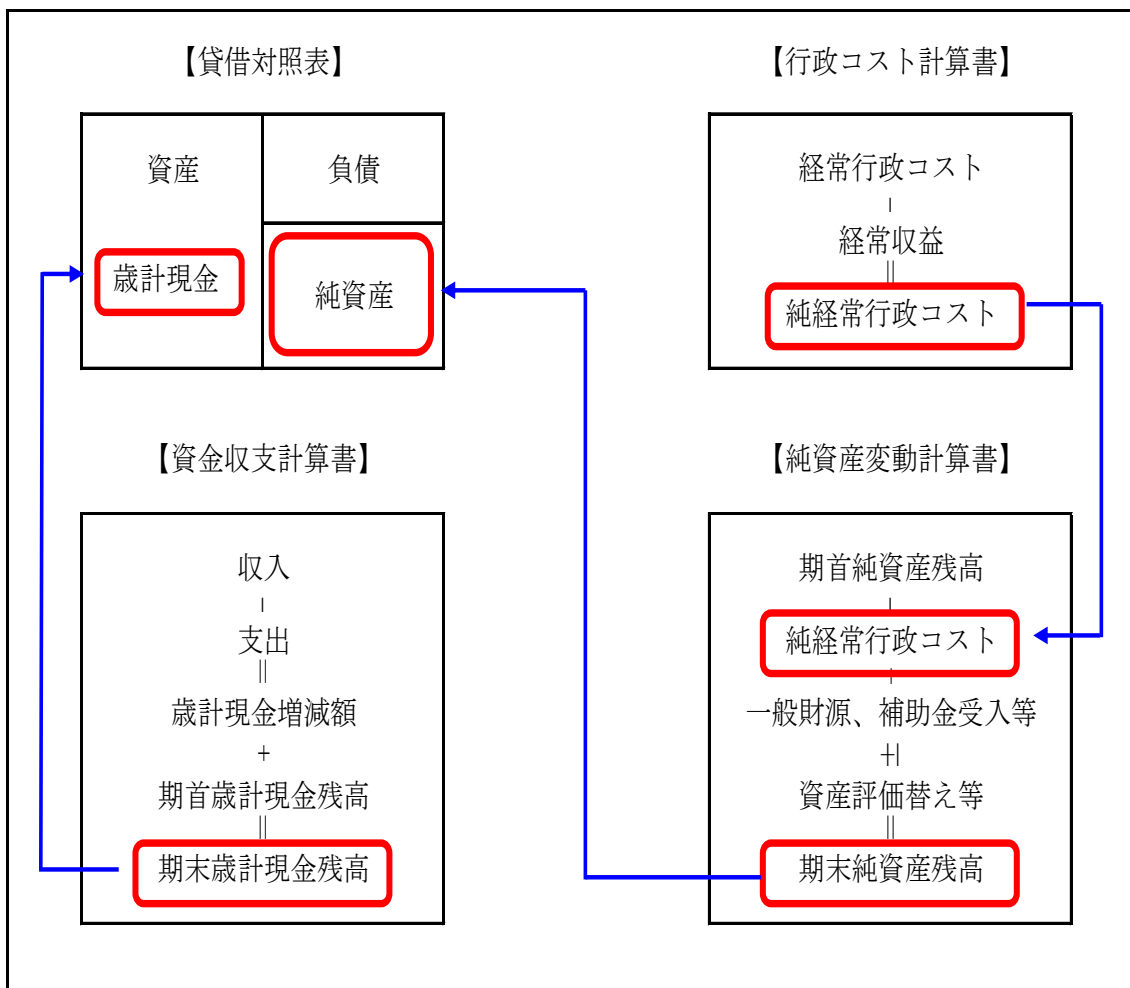 【貸借対照表】
資産
負債
歳計現金
純資産
【行政コスト計算書】
経常行政コスト
−
経常収益
||
純経常行政コスト
【資金収支計算書】
収入
−
支出
||
歳計現金増減額
+
期首歳計現金残高
||
期末歳計現金残高
【純資産変動計算書】
期首純資産残高
−
純経常行政コスト
+
一般財源、補助金受入等
+|
資産評価替え等
||
期末純資産残高